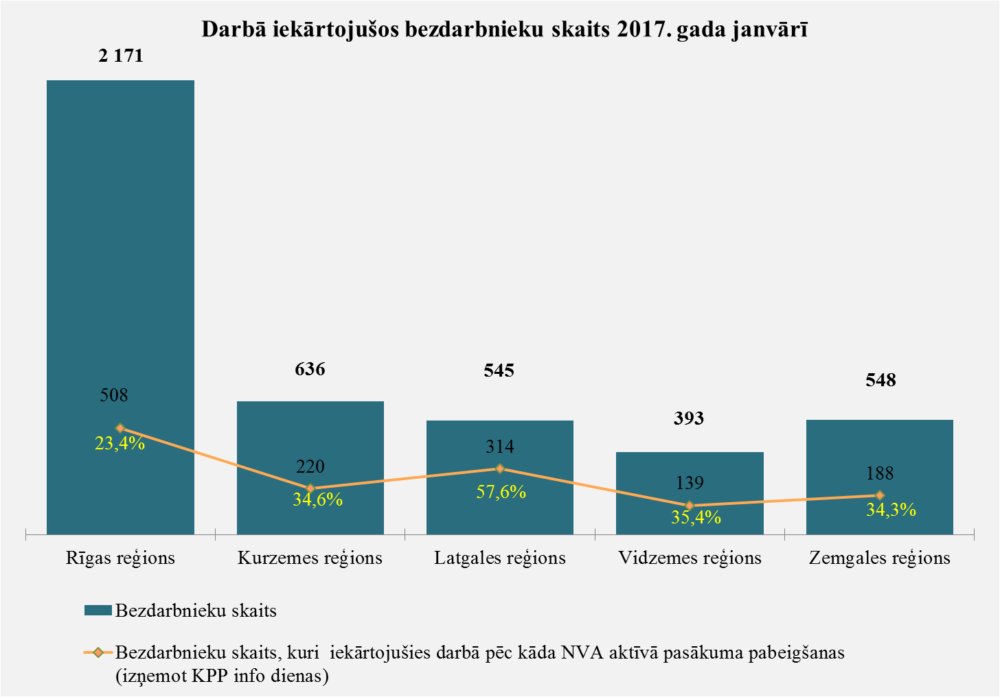 Darbā iekārtojušos bezdarbnieku skaits 2017. gada janvārī
2 171
636
545
393
548
508
220
314
139
188
23,4%
34,6%
57,6%
35,4%
34,3%
Rīgas reģions
Kurzemes reģions
Latgales reģions
Vidzemes reģions
Zemgales reģions
Bezdarbnieku skaits
Bezdarbnieku skaits, kuri  iekārtojušies darbā pēc kāda NVA aktīvā pasākuma pabeigšanas
(izņemot KPP info dienas)